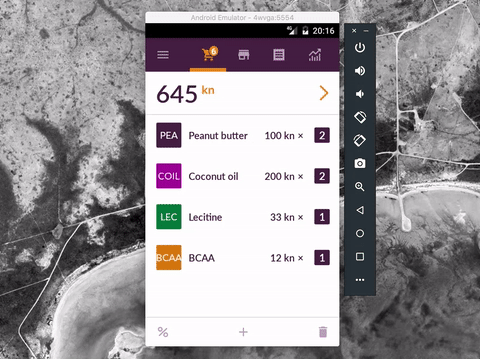 Android Emulator - 4wvga:5554
4G 20:16
6
645 kn
PEA Peanut butter 100 kn × 2
COIL Coconut oil 200 kn × 2
LEC Lecitine 33 kn × 1
BCAA BCAA 12 kn × 1
%